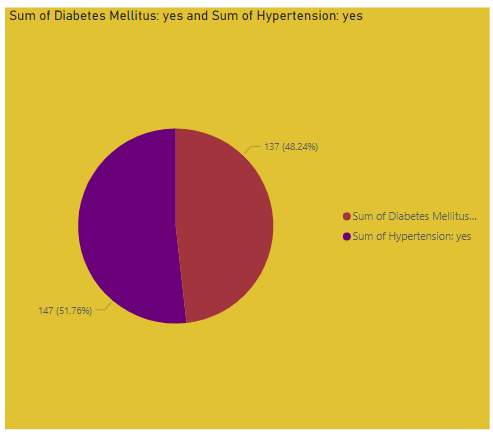 Sum of Diabetes Mellitus: yes and Sum of Hypertension: yes
137 (48.24%)
Sum of Diabetes Mellitus...
Sum of Hypertension: yes
147 (51.76%)